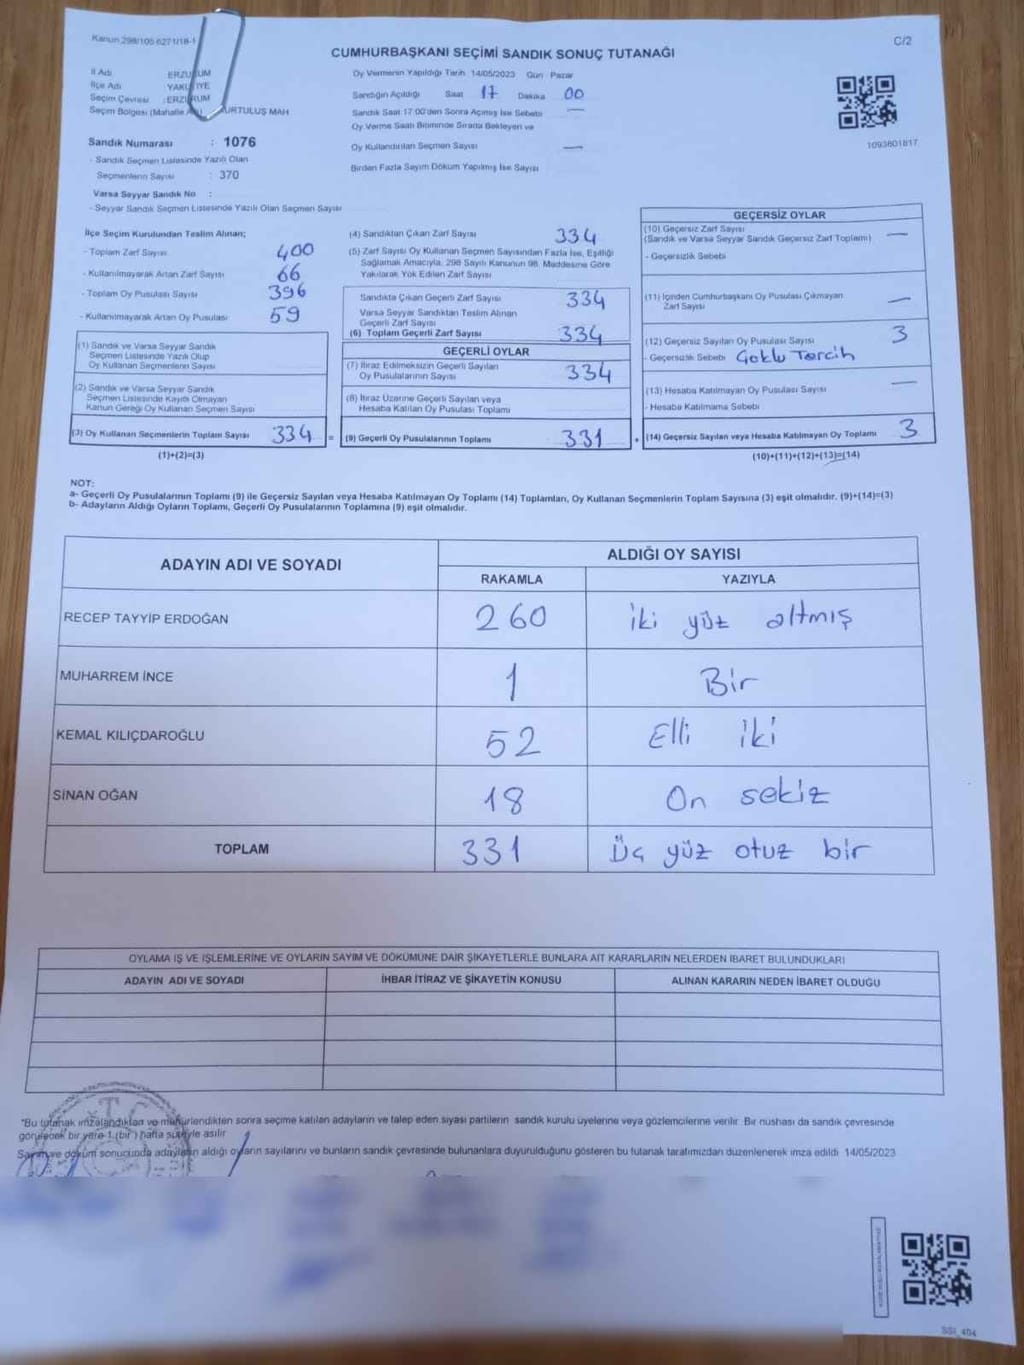 Kanun 298/105 6271/18-1
C/2
CUMHURBAŞKANI SEÇİMİ SANDIK SONUÇ TUTANAĞI
İl Adı ERZURUM
İlçe Adı YAKUTİYE
Seçim Çevresi : ERZURUM
Seçim Bölgesi (Mahalle Adı) KURTULUŞ MAH
Oy Vermenin Yapıldığı Tarih 14/05/2023 Gün Pazar
Sandığın Açıldığı Saat 17 Dakika 00
Sandık Saat 17:00'den Sonra Açılmış İse Sebebi —
Oy Verme Saati Bitiminde Sırada Bekleyen ve
Oy Kullandırılan Seçmen Sayısı —
Birden Fazla Sayım Döküm Yapılmış İse Sayısı
1093801817
Sandık Numarası : 1076
- Sandık Seçmen Listesinde Yazılı Olan
Seçmenlerin Sayısı : 370
Varsa Seyyar Sandık No :
- Seyyar Sandık Seçmen Listesinde Yazılı Olan Seçmen Sayısı
İlçe Seçim Kurulundan Teslim Alınan;
- Toplam Zarf Sayısı 400
- Kullanılmayarak Artan Zarf Sayısı 66
- Toplam Oy Pusulası Sayısı 396
- Kullanılmayarak Artan Oy Pusulası 59
(1) Sandık ve Varsa Seyyar Sandık
Seçmen Listesinde Yazılı Olup
Oy Kullanan Seçmenlerin Sayısı
(2) Sandık ve Varsa Seyyar Sandık
Seçmen Listesinde Kayıtlı Olmayan
Kanun Gereği Oy Kullanan Seçmen Sayısı
(3) Oy Kullanan Seçmenlerin Toplam Sayısı 334 =
(1)+(2)=(3)
(4) Sandıktan Çıkan Zarf Sayısı 334
(5) Zarf Sayısı Oy Kullanan Seçmen Sayısından Fazla İse, Eşitliği
Sağlamak Amacıyla, 298 Sayılı Kanunun 98. Maddesine Göre
Yakılarak Yok Edilen Zarf Sayısı
Sandıkta Çıkan Geçerli Zarf Sayısı 334
Varsa Seyyar Sandıktan Teslim Alınan
Geçerli Zarf Sayısı
(6) Toplam Geçerli Zarf Sayısı 334
GEÇERLİ OYLAR
(7) İtiraz Edilmeksizin Geçerli Sayılan
Oy Pusulalarının Sayısı 334
(8) İtiraz Üzerine Geçerli Sayılan veya
Hesaba Katılan Oy Pusulası Toplamı
(9) Geçerli Oy Pusulalarının Toplamı 331 +
GEÇERSİZ OYLAR
(10) Geçersiz Zarf Sayısı —
(Sandık ve Varsa Seyyar Sandık Geçersiz Zarf Toplamı)
- Geçersizlik Sebebi
(11) İçinden Cumhurbaşkanı Oy Pusulası Çıkmayan
Zarf Sayısı —
(12) Geçersiz Sayılan Oy Pusulası Sayısı 3
- Geçersizlik Sebebi Çoklu Tercih
(13) Hesaba Katılmayan Oy Pusulası Sayısı —
- Hesaba Katılmama Sebebi
(14) Geçersiz Sayılan veya Hesaba Katılmayan Oy Toplamı 3
(10)+(11)+(12)+(13)=(14)
NOT:
a- Geçerli Oy Pusulalarının Toplamı (9) ile Geçersiz Sayılan veya Hesaba Katılmayan Oy Toplamı (14) Toplamları, Oy Kullanan Seçmenlerin Toplam Sayısına (3) eşit olmalıdır. (9)+(14)=(3)
b- Adayların Aldığı Oyların Toplamı, Geçerli Oy Pusulalarının Toplamına (9) eşit olmalıdır.
ADAYIN ADI VE SOYADI ALDIĞI OY SAYISI
RAKAMLA YAZIYLA
RECEP TAYYİP ERDOĞAN 260 iki yüz altmış
MUHARREM İNCE 1 Bir
KEMAL KILIÇDAROĞLU 52 Elli iki
SİNAN OĞAN 18 On sekiz
TOPLAM 331 Üç yüz otuz bir
OYLAMA İŞ VE İŞLEMLERİNE VE OYLARIN SAYIM VE DÖKÜMÜNE DAİR ŞİKAYETLERLE BUNLARA AİT KARARLARIN NELERDEN İBARET BULUNDUKLARI
ADAYIN ADI VE SOYADI İHBAR İTİRAZ VE ŞİKAYETİN KONUSU ALINAN KARARIN NEDEN İBARET OLDUĞU
"Bu tutanak imzalandıktan ve mühürlendikten sonra seçime katılan adayların ve talep eden siyasi partilerin sandık kurulu üyelerine veya gözlemcilerine verilir. Bir nüshası da sandık çevresinde
görülecek bir yere 1 (bir) hafta süreyle asılır
Sayım ve döküm sonucunda adayların aldığı oyların sayılarını ve bunların sandık çevresinde bulunanlara duyurulduğunu gösteren bu tutanak tarafımızdan düzenlenerek imza edildi 14/05/2023
T.C.